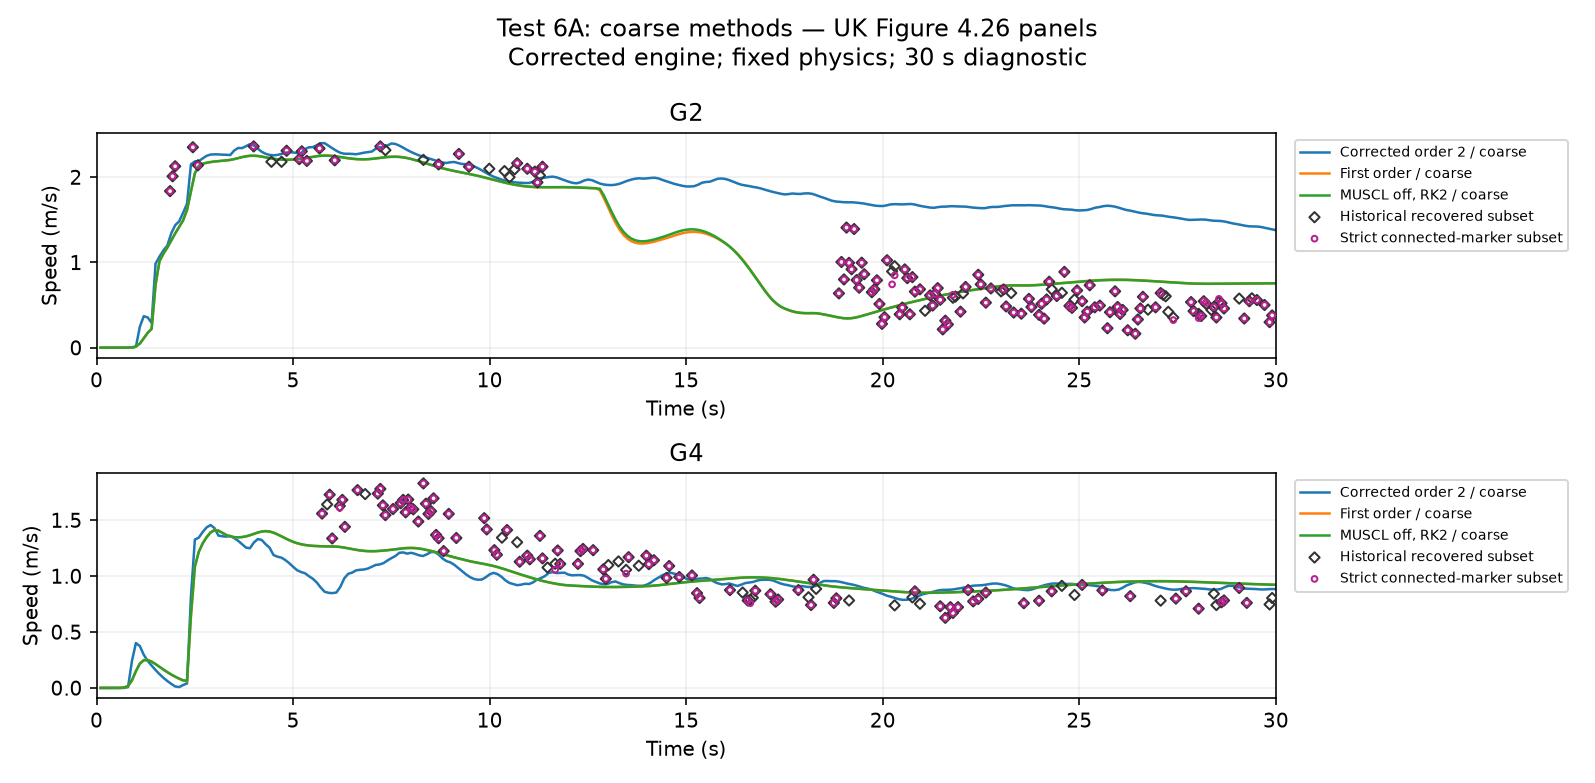 Test 6A: coarse methods — UK Figure 4.26 panels
Corrected engine; fixed physics; 30 s diagnostic
G2
Speed (m/s)
2
1
0
0 5 10 15 20 25 30
Time (s)
Corrected order 2 / coarse
First order / coarse
MUSCL off, RK2 / coarse
Historical recovered subset
Strict connected-marker subset
G4
Speed (m/s)
1.5
1.0
0.5
0.0
0 5 10 15 20 25 30
Time (s)
Corrected order 2 / coarse
First order / coarse
MUSCL off, RK2 / coarse
Historical recovered subset
Strict connected-marker subset